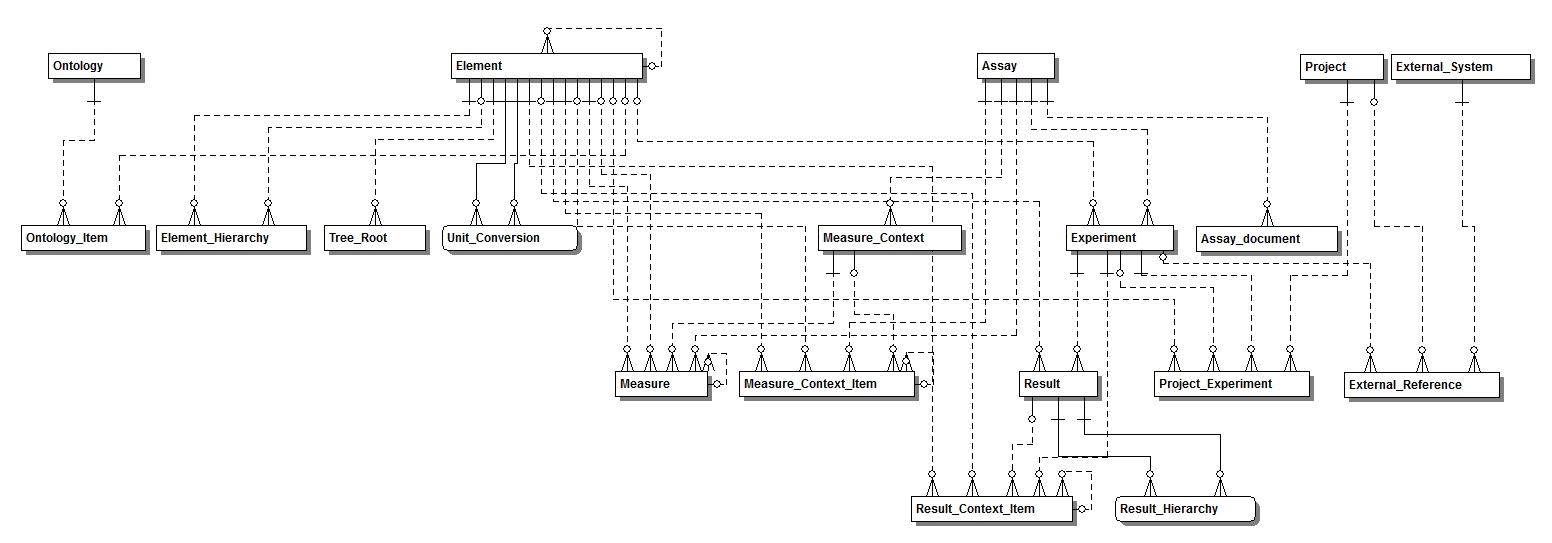 Ontology
Element
Assay
Project
External_System
Ontology_Item
Element_Hierarchy
Tree_Root
Unit_Conversion
Measure_Context
Experiment
Assay_document
Measure
Measure_Context_Item
Result
Project_Experiment
External_Reference
Result_Context_Item
Result_Hierarchy